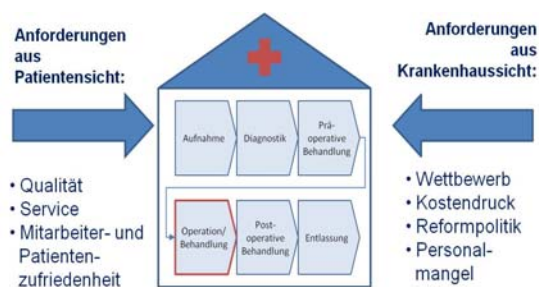 Anforderungen
aus
Patientensicht:
• Qualität
• Service
• Mitarbeiter- und
Patienten-
zufriedenheit
Aufnahme
Diagnostik
Prä-
operative
Behandlung
Operation/
Behandlung
Post-
operative
Behandlung
Entlassung
Anforderungen
aus
Krankenhaussicht:
• Wettbewerb
• Kostendruck
• Reformpolitik
• Personal-
mangel